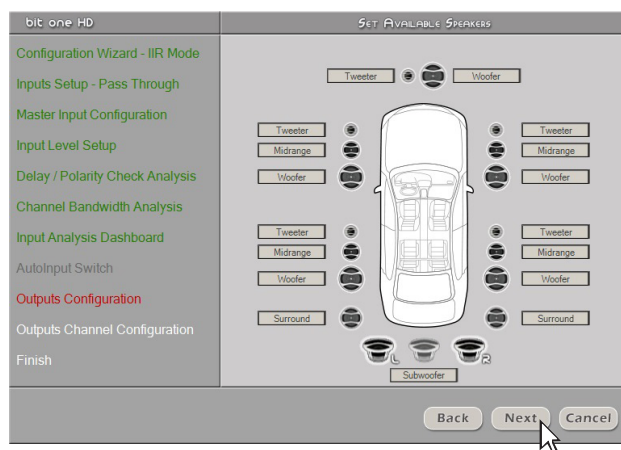 bit one HD
Set Available Speakers
Configuration Wizard - IIR Mode
Inputs Setup - Pass Through
Master Input Configuration
Input Level Setup
Delay / Polarity Check Analysis
Channel Bandwidth Analysis
Input Analysis Dashboard
AutoInput Switch
Outputs Configuration
Outputs Channel Configuration
Finish
Tweeter Woofer
Tweeter Tweeter
Midrange Midrange
Woofer Woofer
Tweeter Tweeter
Midrange Midrange
Woofer Woofer
Surround Surround
L R
Subwoofer
Back Next Cancel